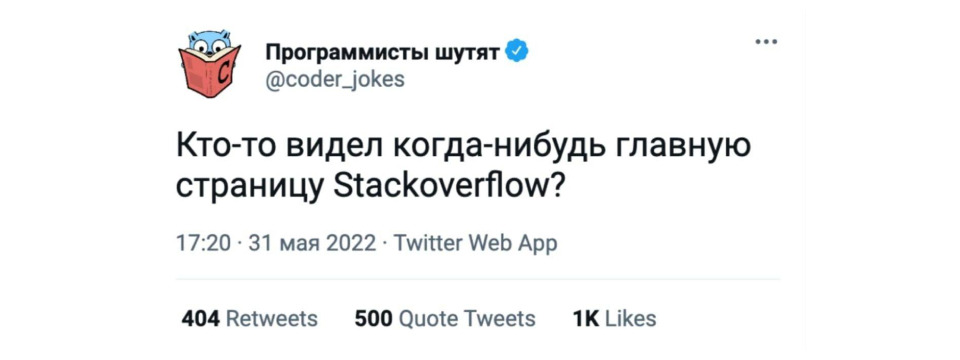 Программисты шутят
@coder_jokes
Кто-то видел когда-нибудь главную
страницу Stackoverflow?
17:20 · 31 мая 2022 · Twitter Web App
404 Retweets 500 Quote Tweets 1K Likes
C